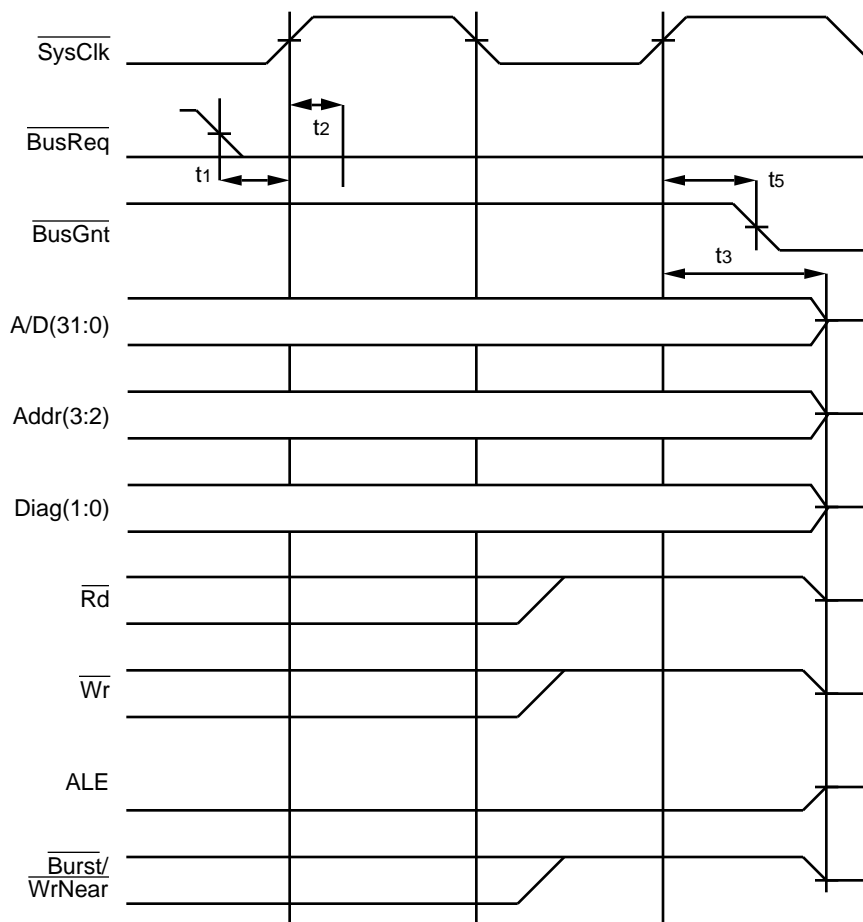 SysClk
t2
BusReq
t1
t5
BusGnt
t3
A/D(31:0)
Addr(3:2)
Diag(1:0)
Rd
Wr
ALE
Burst/
WrNear